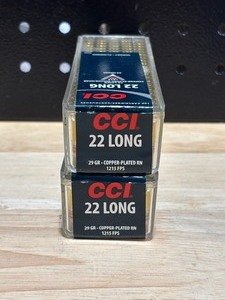 22 LONG
CCI
22 LONG
29 GR - COPPER-PLATED RN
1215 FPS
CCI
22 LONG
29 GR - COPPER-PLATED RN
1215 FPS